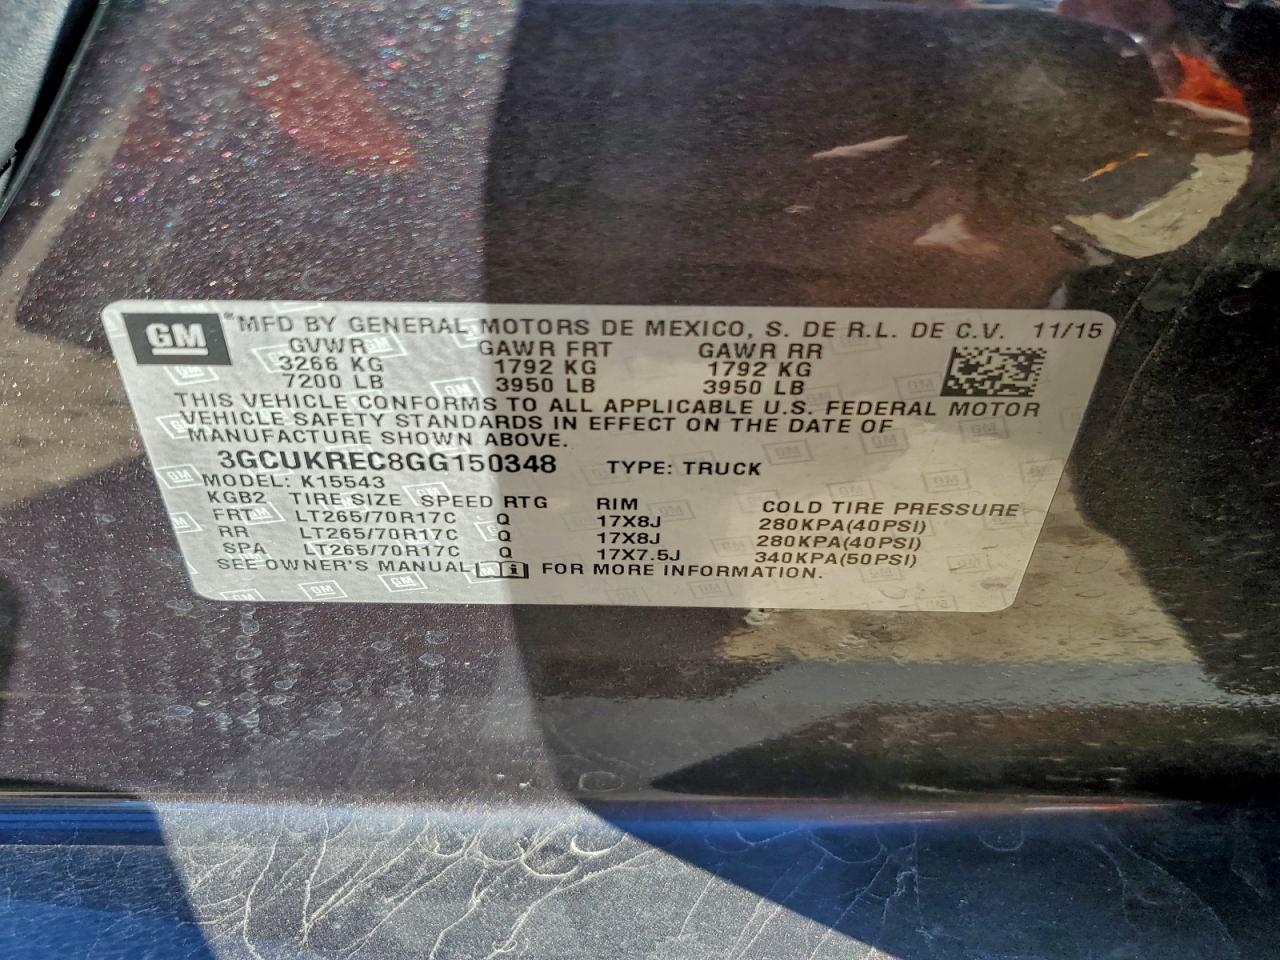 GM
MFD BY GENERAL MOTORS DE MEXICO, S. DE R.L. DE C.V. 11/15
GVWR GAWR FRT GAWR RR
3266 KG 1792 KG 1792 KG
7200 LB 3950 LB 3950 LB
THIS VEHICLE CONFORMS TO ALL APPLICABLE U.S. FEDERAL MOTOR
VEHICLE SAFETY STANDARDS IN EFFECT ON THE DATE OF
MANUFACTURE SHOWN ABOVE.
3GCUKREC8GG150348 TYPE: TRUCK
MODEL: K15543
KGB2 TIRE SIZE SPEED RTG RIM COLD TIRE PRESSURE
FRT LT265/70R17C Q 17X8J 280KPA(40PSI)
RR LT265/70R17C Q 17X8J 280KPA(40PSI)
SPA LT265/70R17C Q 17X7.5J 340KPA(50PSI)
SEE OWNER'S MANUAL i FOR MORE INFORMATION.